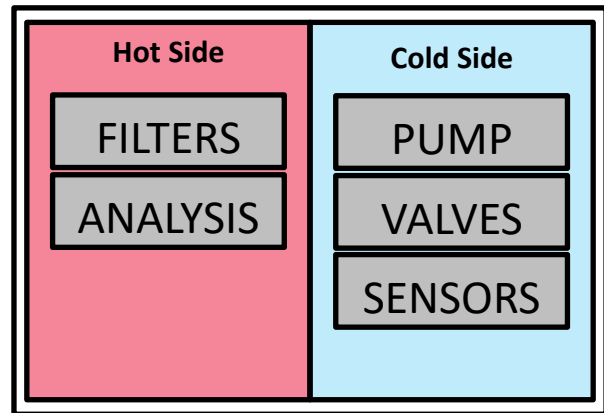 Hot Side
FILTERS
ANALYSIS
Cold Side
PUMP
VALVES
SENSORS